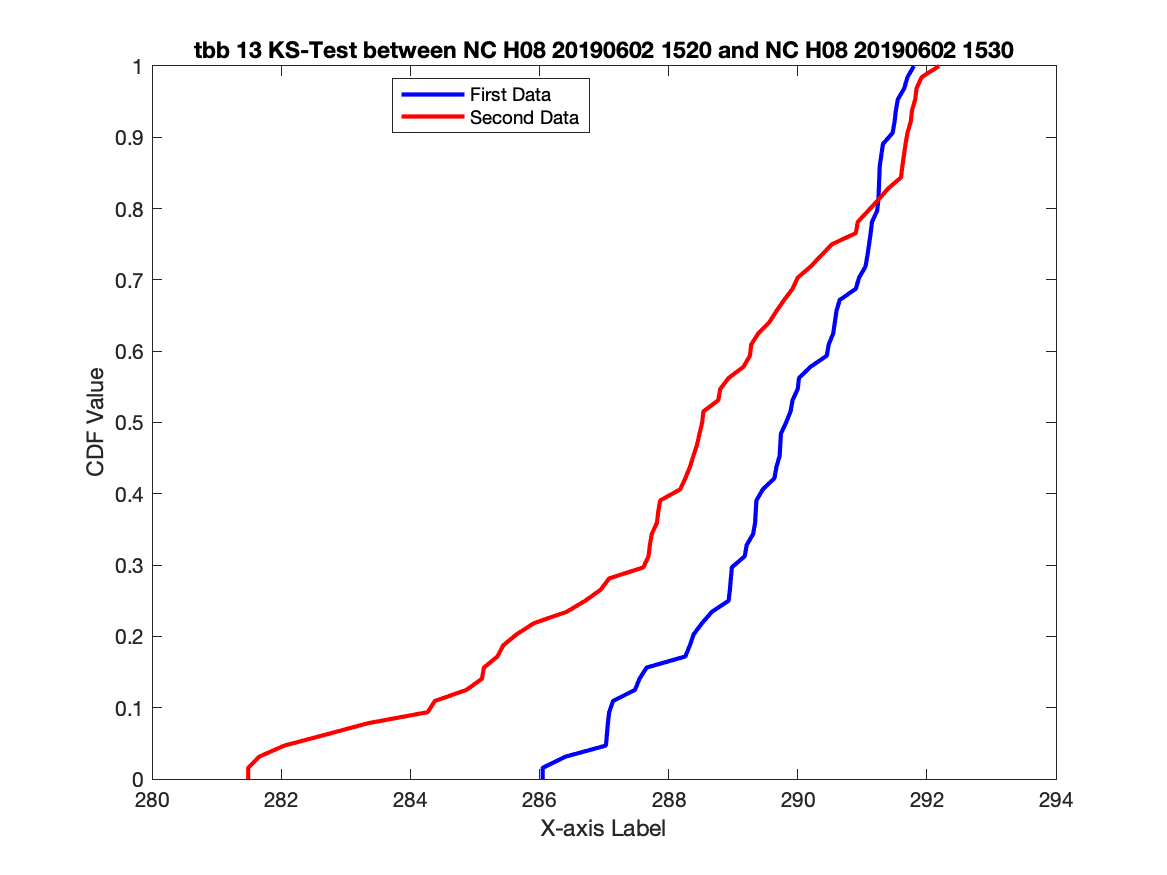 tbb 13 KS-Test between NC H08 20190602 1520 and NC H08 20190602 1530
First Data
Second Data
1
0.9
0.8
0.7
0.6
0.5
0.4
0.3
0.2
0.1
0
CDF Value
280 282 284 286 288 290 292 294
X-axis Label